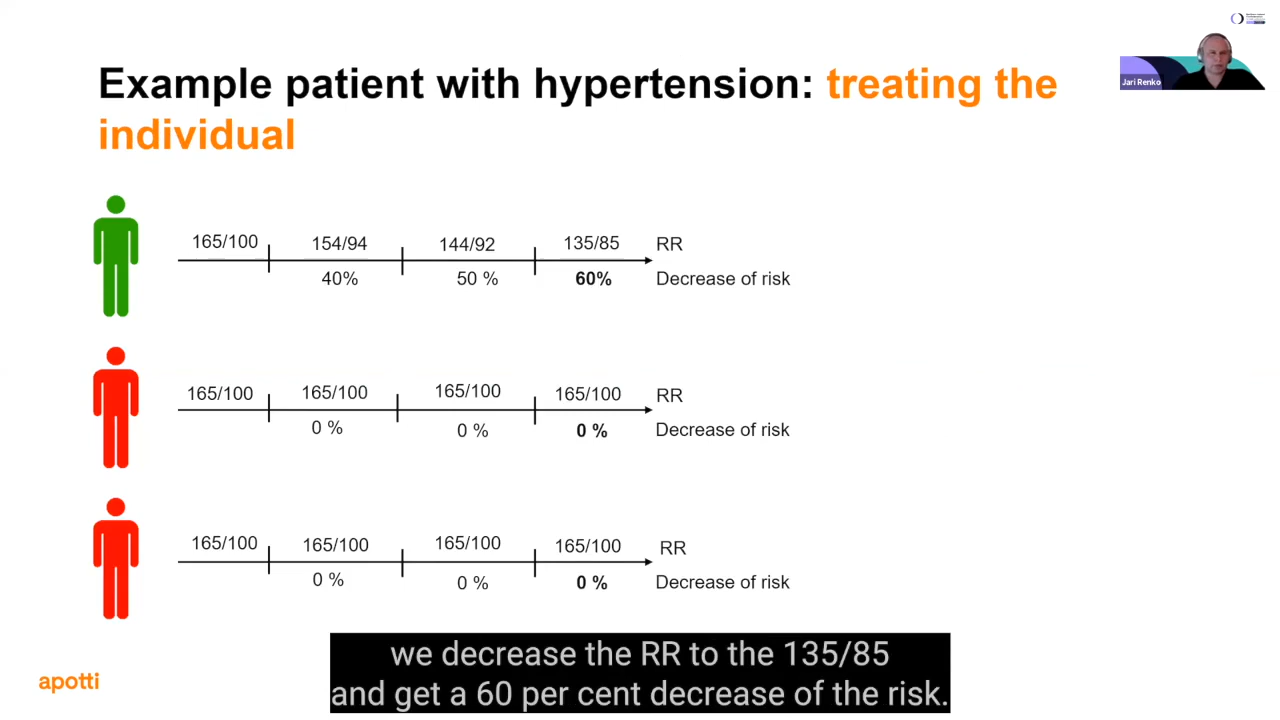 Example patient with hypertension: treating the
individual
Jari Renko
165/100 154/94 144/92 135/85 RR
40% 50 % 60% Decrease of risk
165/100 165/100 165/100 165/100 RR
0 % 0 % 0 % Decrease of risk
165/100 165/100 165/100 165/100 RR
0 % 0 % 0 % Decrease of risk
we decrease the RR to the 135/85
and get a 60 per cent decrease of the risk.
apotti